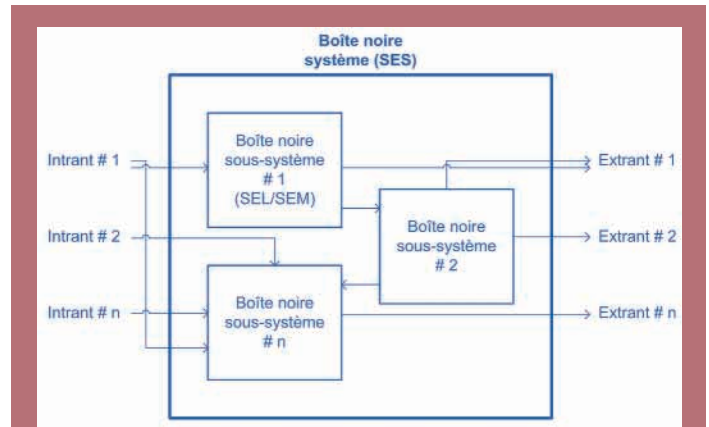 Boîte noire
système (SES)
Intrant # 1
Boîte noire
sous-système
# 1
(SEL/SEM)
Extrant # 1
Intrant # 2
Boîte noire
sous-système
# 2
Extrant # 2
Intrant # n
Boîte noire
sous-système
# n
Extrant # n